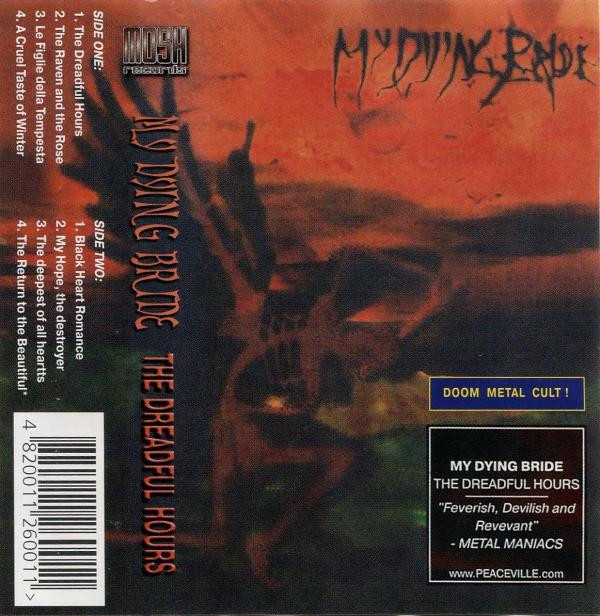 SIDE ONE:
1. The Dreadful Hours
2. The Raven and the Rose
3. Le Figlie della Tempesta
4. A Cruel Taste of Winter
SIDE TWO:
1. Black Heart Romance
2. My Hope, the destroyer
3. The deepest of all heartts
4. The Return to the Beautiful*
4 820011 260011 >
MOSH
records
MY DYING BRIDE THE DREADFUL HOURS
MY DYING BRIDE
DOOM METAL CULT !
MY DYING BRIDE
THE DREADFUL HOURS
"Feverish, Devilish and
Revevant"
- METAL MANIACS
www.PEACEVILLE.com